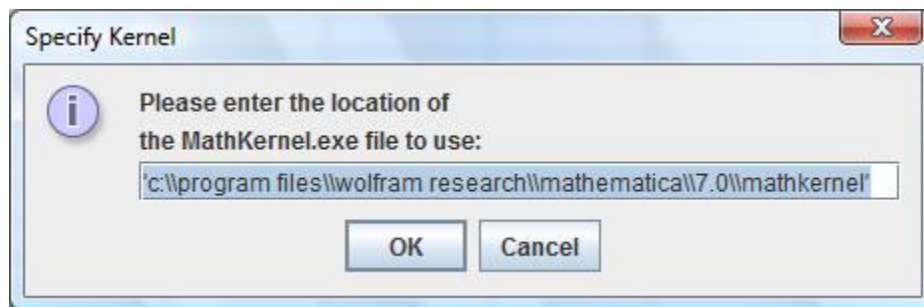 Specify Kernel
Please enter the location of
the MathKernel.exe file to use:
'c:\\program files\\wolfram research\\mathematica\\7.0\\mathkernel'
OK Cancel